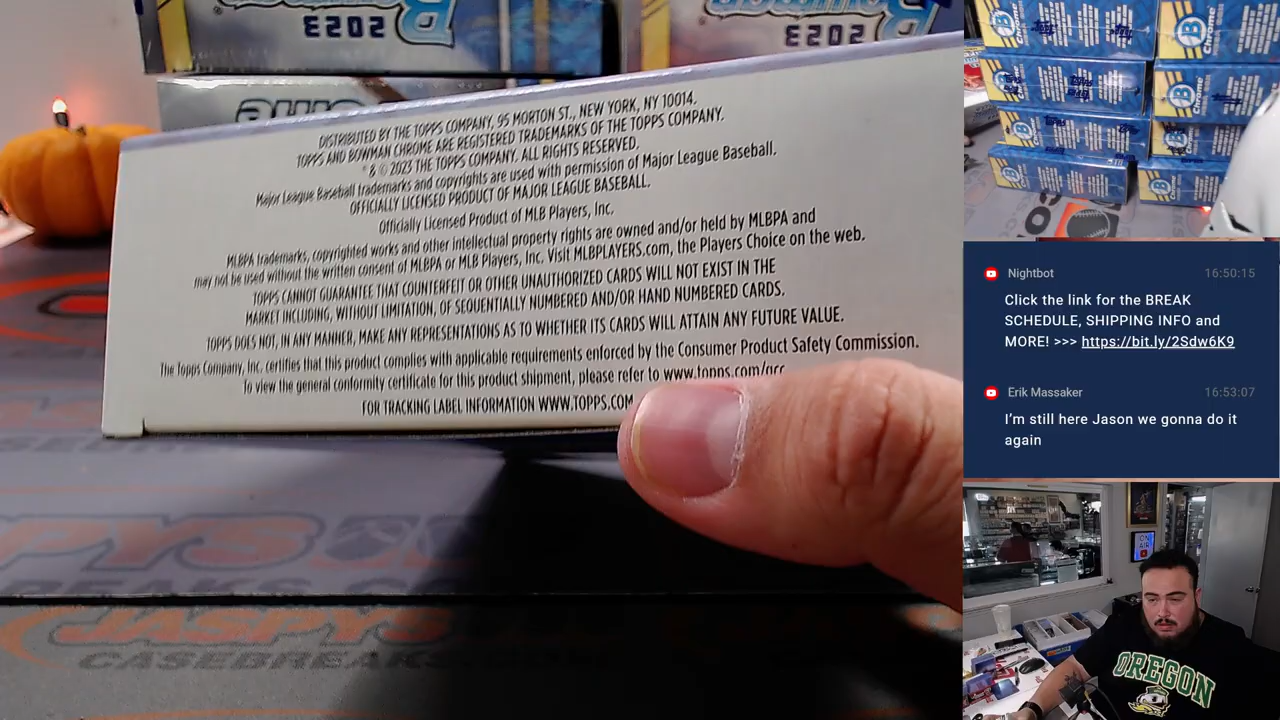 Bowman
2023
Bowman
2023
ome
DISTRIBUTED BY THE TOPPS COMPANY, 95 MORTON ST., NEW YORK, NY 10014.
TOPPS AND BOWMAN CHROME ARE REGISTERED TRADEMARKS OF THE TOPPS COMPANY.
® & © 2023 THE TOPPS COMPANY. ALL RIGHTS RESERVED.
Major League Baseball trademarks and copyrights are used with permission of Major League Baseball.
OFFICIALLY LICENSED PRODUCT OF MAJOR LEAGUE BASEBALL.
Officially Licensed Product of MLB Players, Inc.
MLBPA trademarks, copyrighted works and other intellectual property rights are owned and/or held by MLBPA and
may not be used without the written consent of MLBPA or MLB Players, Inc. Visit MLBPLAYERS.com, the Players Choice on the web.
TOPPS CANNOT GUARANTEE THAT COUNTERFEIT OR OTHER UNAUTHORIZED CARDS WILL NOT EXIST IN THE
MARKET INCLUDING, WITHOUT LIMITATION, OF SEQUENTIALLY NUMBERED AND/OR HAND NUMBERED CARDS.
TOPPS DOES NOT, IN ANY MANNER, MAKE ANY REPRESENTATIONS AS TO WHETHER ITS CARDS WILL ATTAIN ANY FUTURE VALUE.
The Topps Company, Inc. certifies that this product complies with applicable requirements enforced by the Consumer Product Safety Commission.
To view the general conformity certificate for this product shipment, please refer to www.topps.com/gcc
FOR TRACKING LABEL INFORMATION WWW.TOPPS.COM
JASPYS
CASEBREAKS.COM
Nightbot 16:50:15
Click the link for the BREAK
SCHEDULE, SHIPPING INFO and
MORE! >>> https://bit.ly/2Sdw6K9
Erik Massaker 16:53:07
I'm still here Jason we gonna do it
again
ON
AIR
OREGON